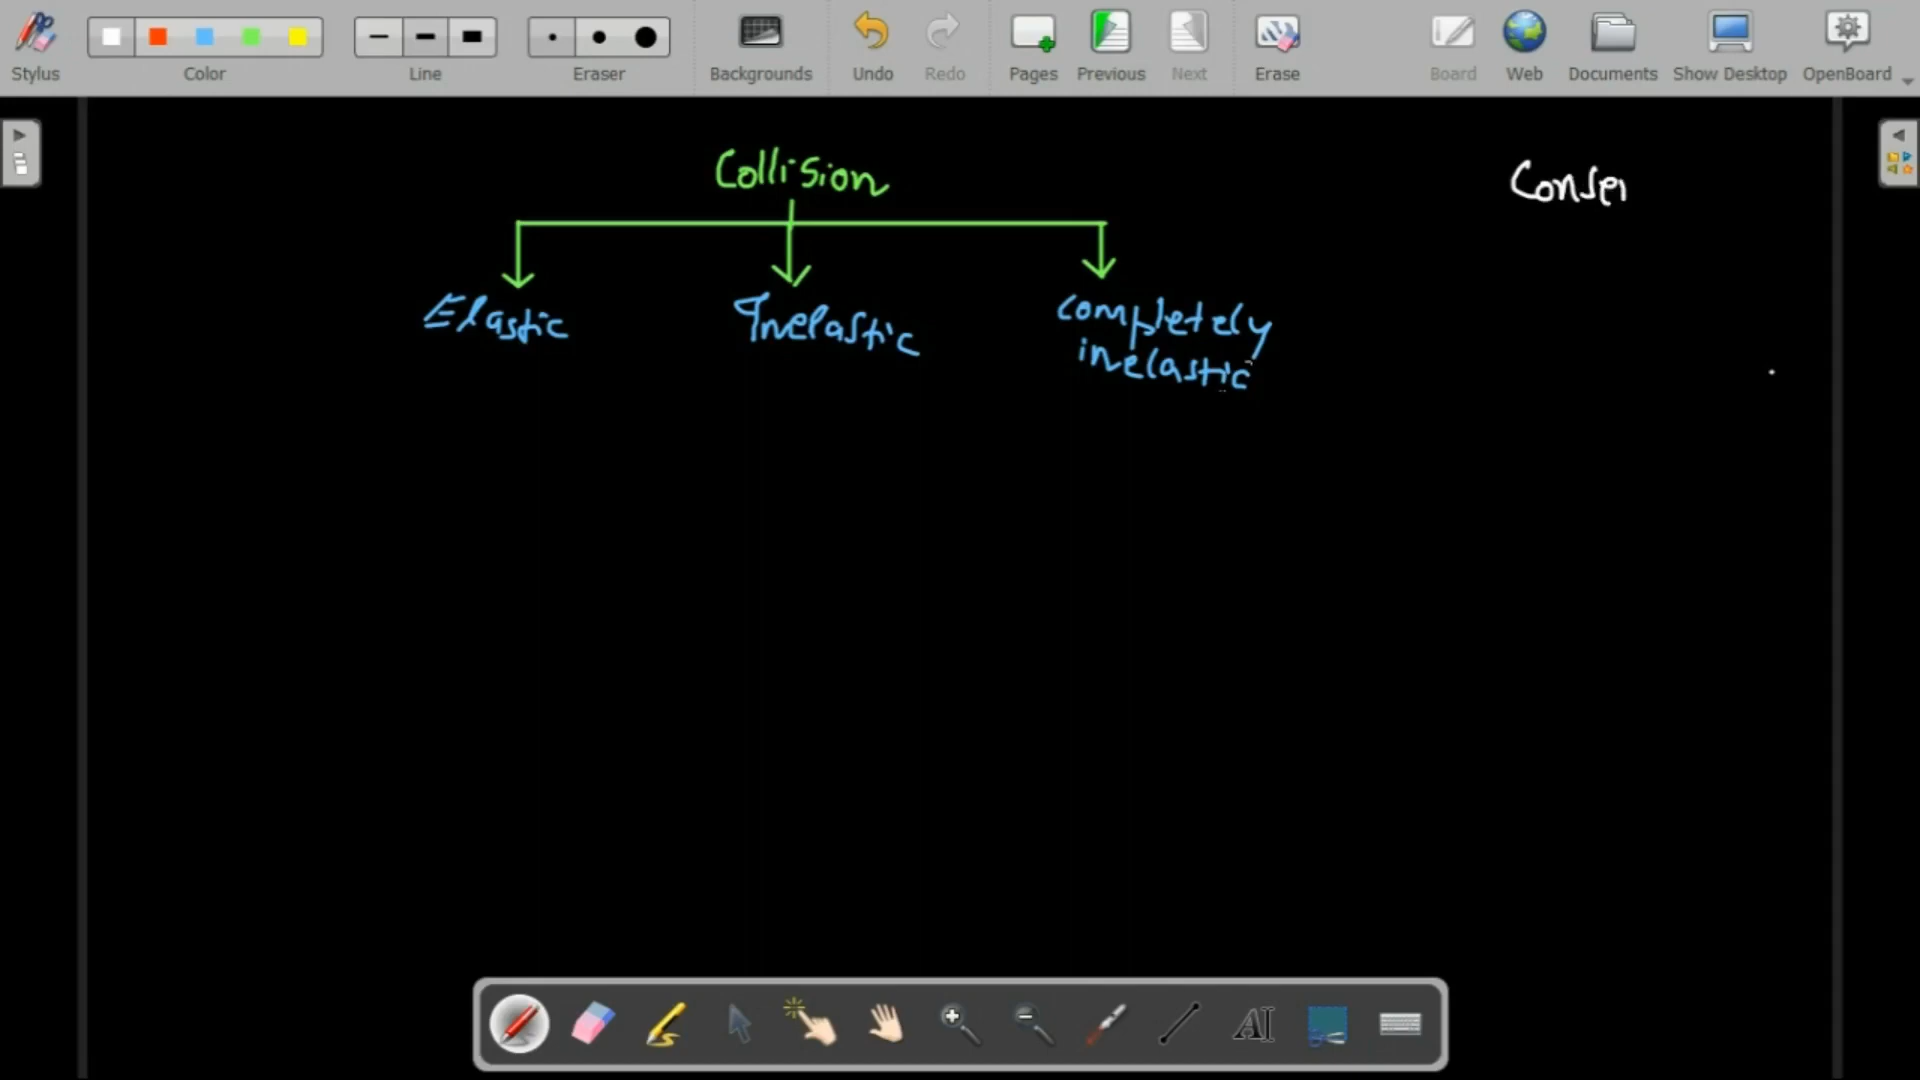 Stylus Color Line Eraser Backgrounds Undo Redo Pages Previous Next Erase Board Web Documents Show Desktop OpenBoard
Collision
Conser
Elastic Inelastic Completely
inelastic
AI